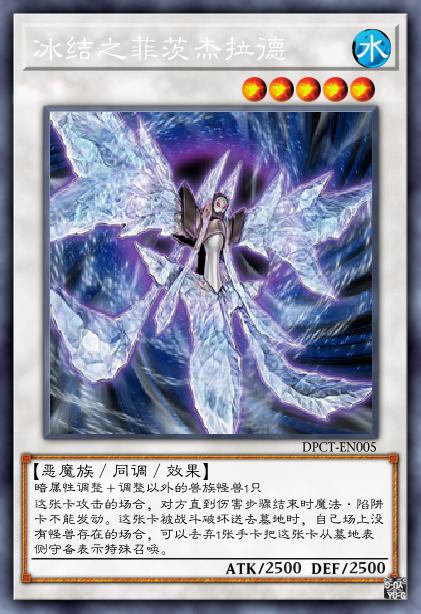 冰结之菲茨杰拉德
水
DPCT-EN005
【恶魔族／同调／效果】
暗属性调整＋调整以外的兽族怪兽1只
这张卡攻击的场合，对方直到伤害步骤结束时魔法·陷阱
卡不能发动。这张卡被战斗破坏送去墓地时，自己场上没
有怪兽存在的场合，可以丢弃1张手卡把这张卡从墓地表
侧守备表示特殊召唤。
ATK/2500 DEF/2500